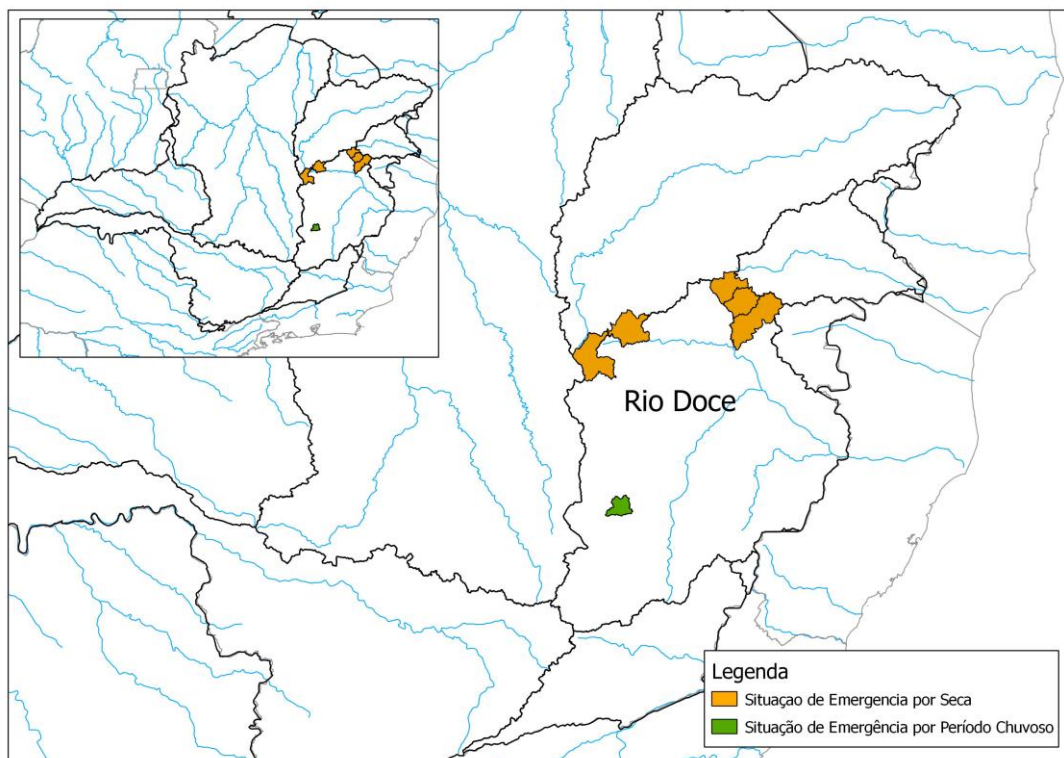 Rio Doce
Legenda
Situaçao de Emergencia por Seca
Situação de Emergência por Período Chuvoso